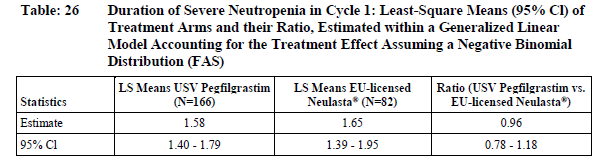 Table: 26 Duration of Severe Neutropenia in Cycle 1: Least-Square Means (95% Cl) of
Treatment Arms and their Ratio, Estimated within a Generalized Linear
Model Accounting for the Treatment Effect Assuming a Negative Binomial
Distribution (FAS)
Statistics LS Means USV Pegfilgrastim (N=166) LS Means EU-licensed Neulasta® (N=82) Ratio (USV Pegfilgrastim vs. EU-licensed Neulasta®)
Estimate 1.58 1.65 0.96
95% Cl 1.40 - 1.79 1.39 - 1.95 0.78 - 1.18